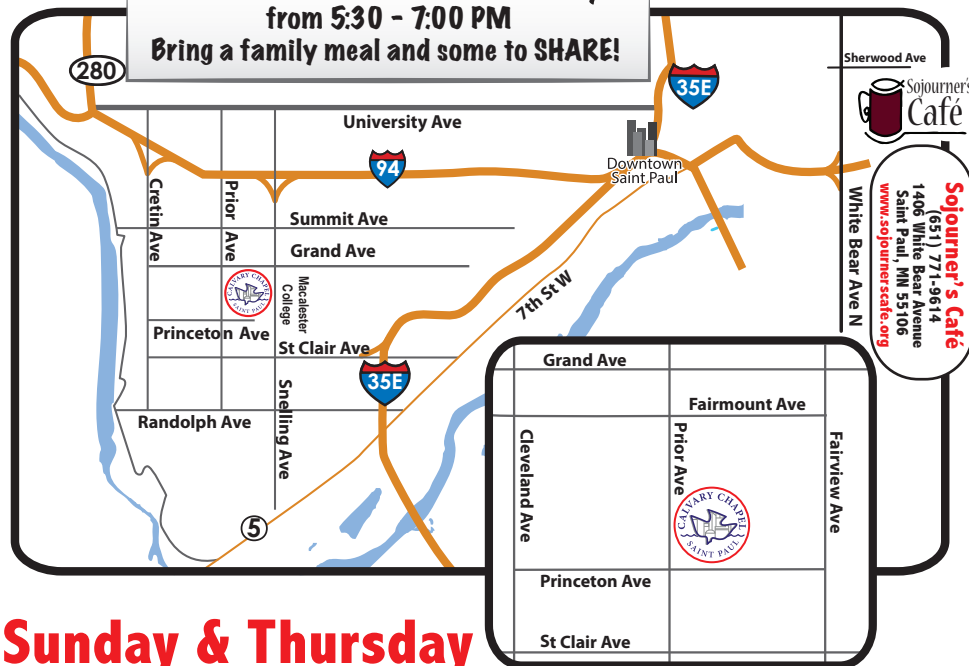 from 5:30 - 7:00 PM
Bring a family meal and some to SHARE!
280
35E
Sherwood Ave
Sojourner's
Café
University Ave
94
Downtown
Saint Paul
Cretin Ave
Prior Ave
Summit Ave
Grand Ave
CALVARY CHAPEL
SAINT PAUL
Macalester
College
Princeton Ave
St Clair Ave
35E
Snelling Ave
Randolph Ave
7th St W
5
White Bear Ave N
Sojourner's Café
(651) 771-9614
1406 White Bear Avenue
Saint Paul, MN 55106
www.sojournerscafe.org
Grand Ave
Fairmount Ave
Cleveland Ave
Prior Ave
Fairview Ave
CALVARY CHAPEL
SAINT PAUL
Princeton Ave
St Clair Ave
Sunday & Thursday